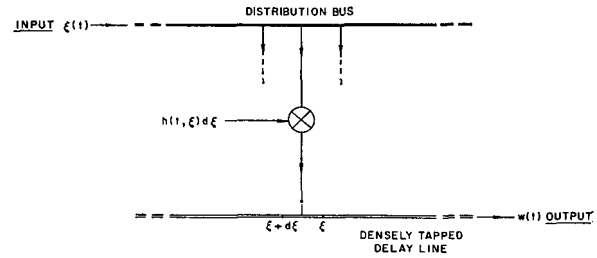 DISTRIBUTION BUS
INPUT ξ(t)
h(t,ξ)dξ
ξ+dξ ξ
w(t) OUTPUT
DENSELY TAPPED
DELAY LINE